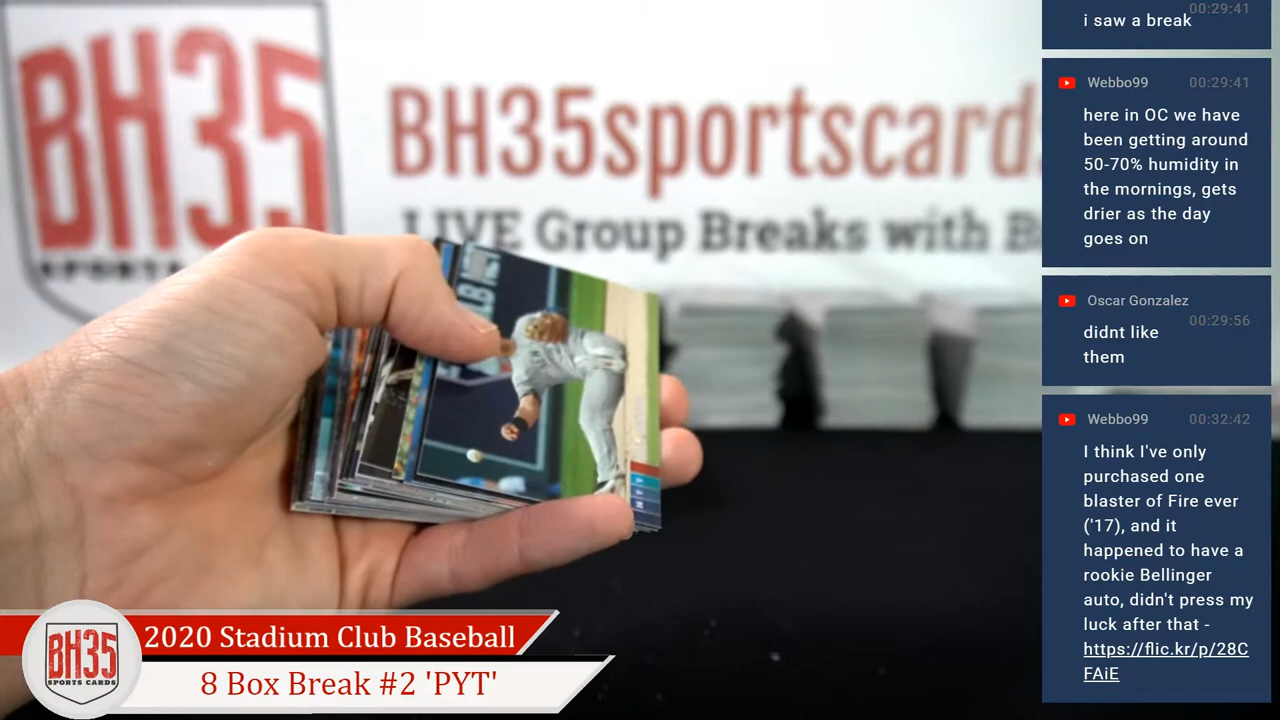 BH35
SPORTS CARDS
BH35sportscards
LIVE Group Breaks with B
i saw a break
00:29:41
Webbo99 00:29:41
here in OC we have
been getting around
50-70% humidity in
the mornings, gets
drier as the day
goes on
Oscar Gonzalez
00:29:56
didnt like
them
Webbo99 00:32:42
I think I've only
purchased one
blaster of Fire ever
('17), and it
happened to have a
rookie Bellinger
auto, didn't press my
luck after that -
https://flic.kr/p/28C
FAiE
BH35
SPORTS CARDS
2020 Stadium Club Baseball
8 Box Break #2 'PYT'